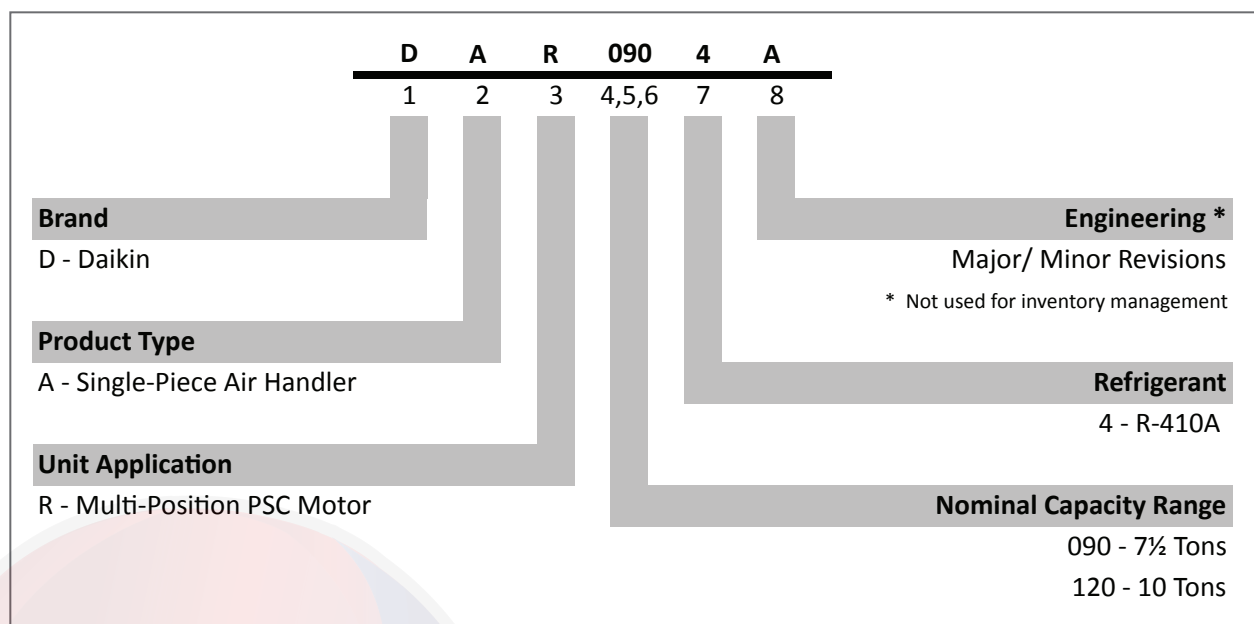 D A R 090 4 A
1 2 3 4,5,6 7 8
Brand
D - Daikin
Product Type
A - Single-Piece Air Handler
Unit Application
R - Multi-Position PSC Motor
Engineering *
Major/ Minor Revisions
* Not used for inventory management
Refrigerant
4 - R-410A
Nominal Capacity Range
090 - 7½ Tons
120 - 10 Tons